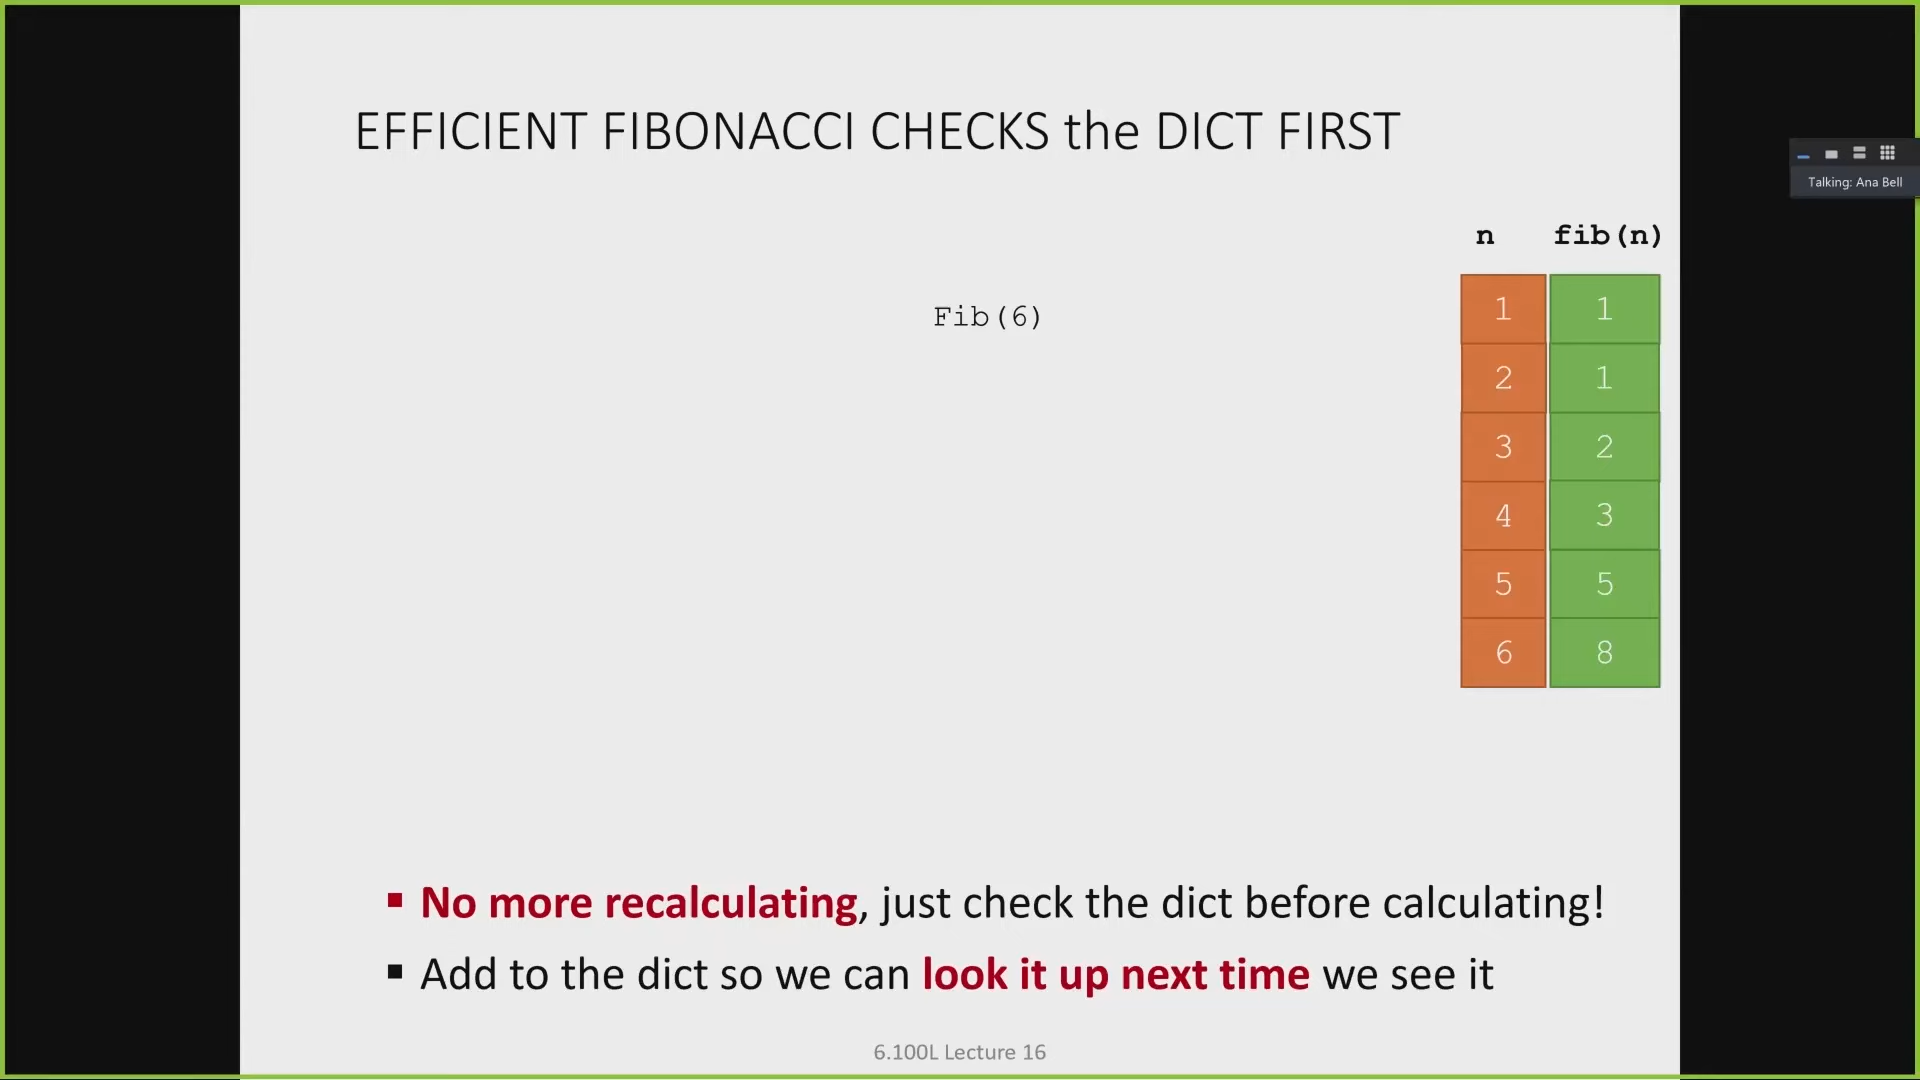 EFFICIENT FIBONACCI CHECKS the DICT FIRST
Talking: Ana Bell
n fib(n)
Fib(6)
1 1
2 1
3 2
4 3
5 5
6 8
▪ No more recalculating, just check the dict before calculating!
▪ Add to the dict so we can look it up next time we see it
6.100L Lecture 16